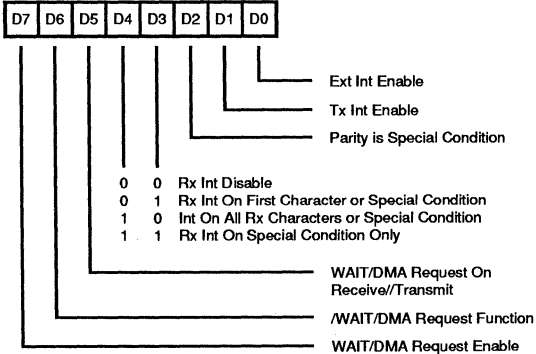 D7 D6 D5 D4 D3 D2 D1 D0
Ext Int Enable
Tx Int Enable
Parity is Special Condition
0 0 Rx Int Disable
0 1 Rx Int On First Character or Special Condition
1 0 Int On All Rx Characters or Special Condition
1 1 Rx Int On Special Condition Only
WAIT/DMA Request On
Receive//Transmit
/WAIT/DMA Request Function
WAIT/DMA Request Enable